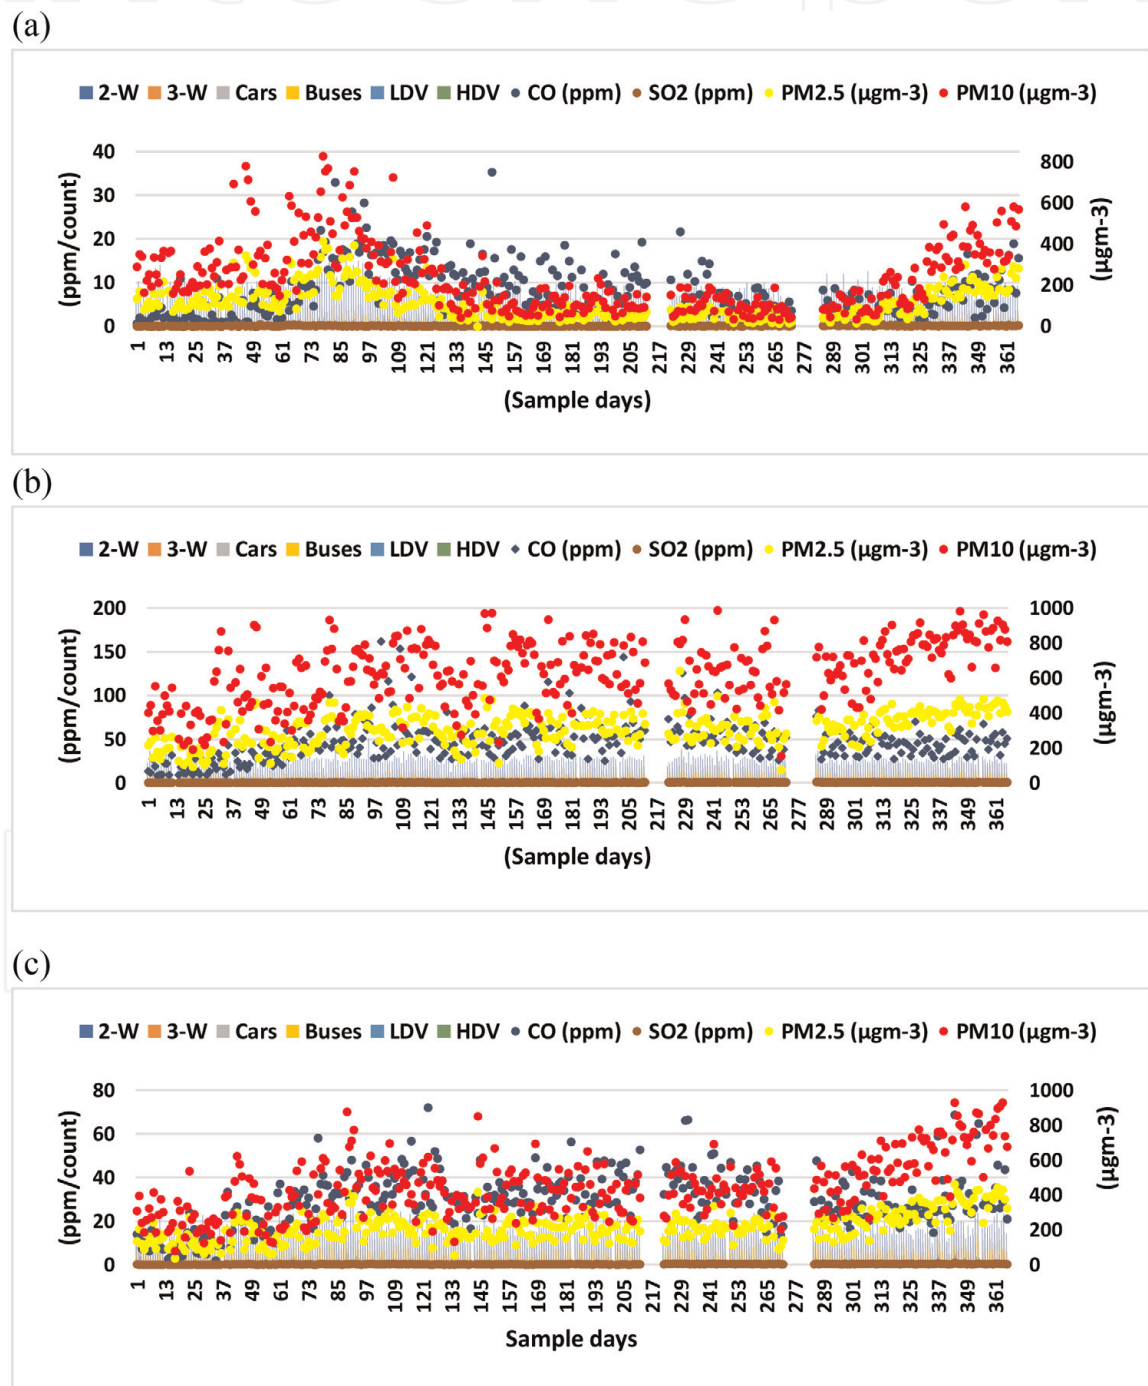 (a)
2-W 3-W Cars Buses LDV HDV CO (ppm) SO2 (ppm) PM2.5 (µgm-3) PM10 (µgm-3)
40 800
30 600
20 400
10 200
0 0
(ppm/count)
(µgm-3)
1 13 25 37 49 61 73 85 97 109 121 133 145 157 169 181 193 205 217 229 241 253 265 277 289 301 313 325 337 349 361
(Sample days)
(b)
2-W 3-W Cars Buses LDV HDV CO (ppm) SO2 (ppm) PM2.5 (µgm-3) PM10 (µgm-3)
200 1000
150 800
100 600
50 400
0 200
0
(ppm/count)
(µgm-3)
1 13 25 37 49 61 73 85 97 109 121 133 145 157 169 181 193 205 217 229 241 253 265 277 289 301 313 325 337 349 361
(Sample days)
(c)
2-W 3-W Cars Buses LDV HDV CO (ppm) SO2 (ppm) PM2.5 (µgm-3) PM10 (µgm-3)
80 1000
60 800
40 600
20 400
0 200
0
(ppm/count)
(µgm-3)
1 13 25 37 49 61 73 85 97 109 121 133 145 157 169 181 193 205 217 229 241 253 265 277 289 301 313 325 337 349 361
Sample days